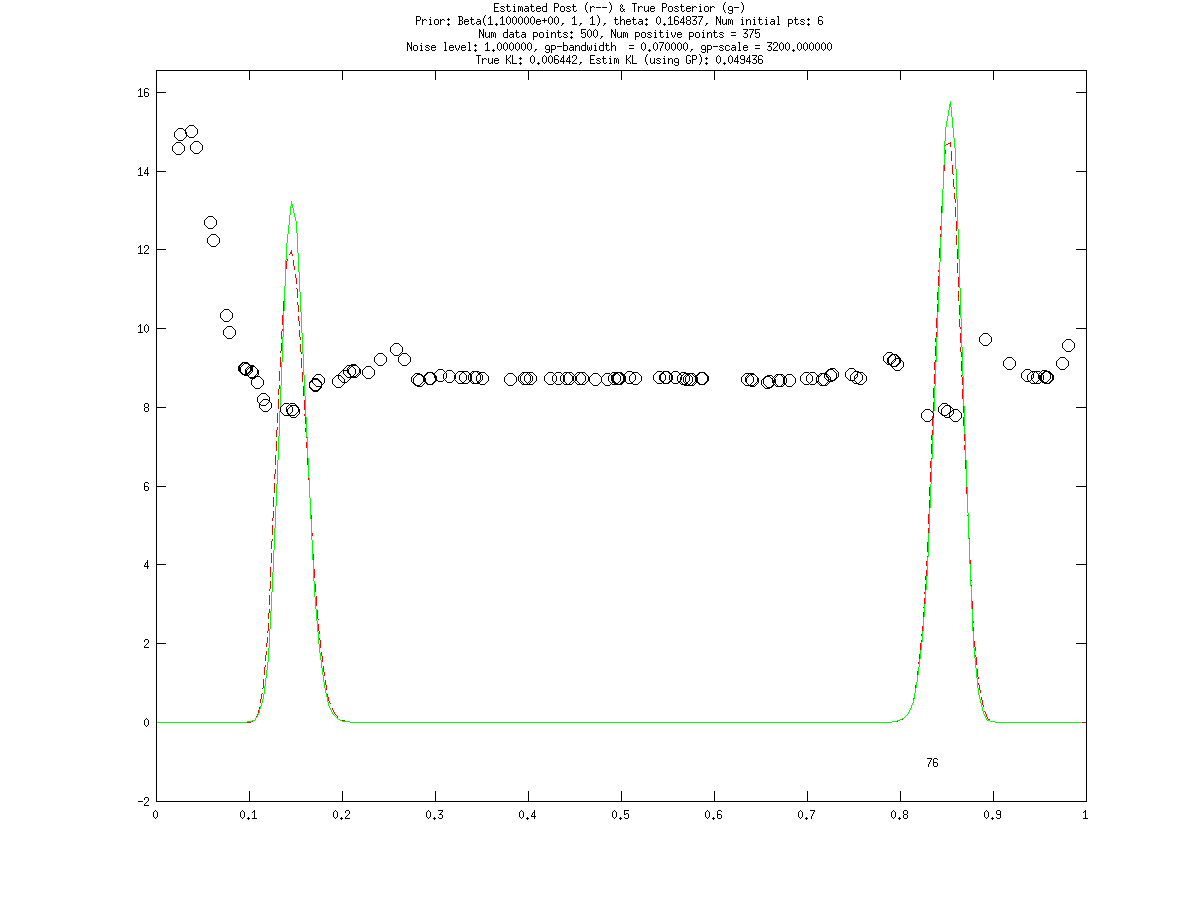 Estimated Post (r--) & True Posterior (g-)
Prior: Beta(1.100000e+00, 1, 1), theta: 0.164837, Num initial pts: 6
Num data points: 500, Num positive points = 375
Noise level: 1.000000, gp-bandwidth  = 0.070000, gp-scale = 3200.000000
True KL: 0.006442, Estim KL (using GP): 0.049436
16
14
12
10
8
6
4
2
0
76
-2
0 0.1 0.2 0.3 0.4 0.5 0.6 0.7 0.8 0.9 1